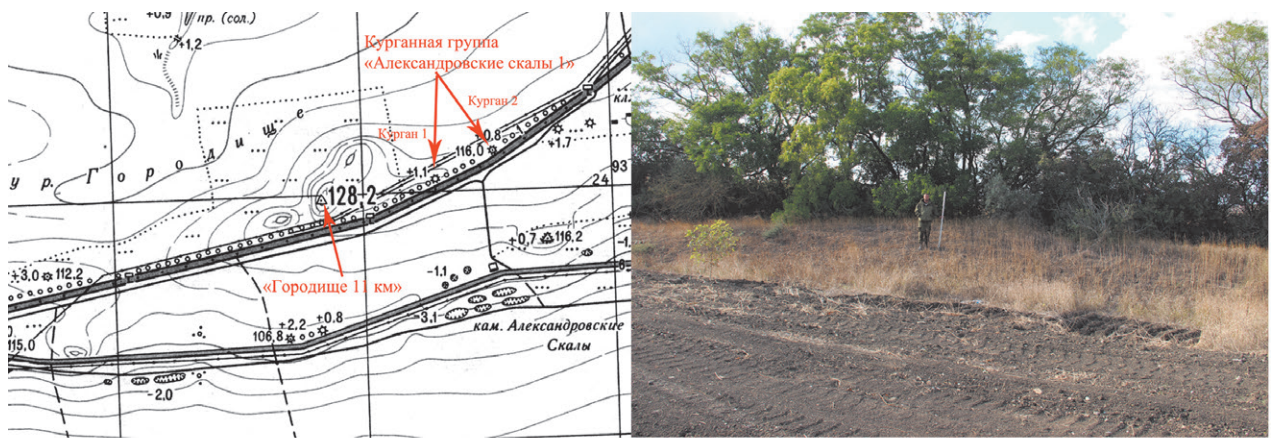 +0,9
пр. (сол.)
+1,2
Курганная группа
«Александровские скалы 1»
Курган 2
Курган 1
+0.8
116.0
+1.7
+1.1
ур. Городище
93
24
128,2
+0,7 116,2
+3.0 112.2
«Городище 11 км»
-1.1
+2,2 +0.8
106,8
-3.1
кам. Александровские
Скалы
115,0
-2,0